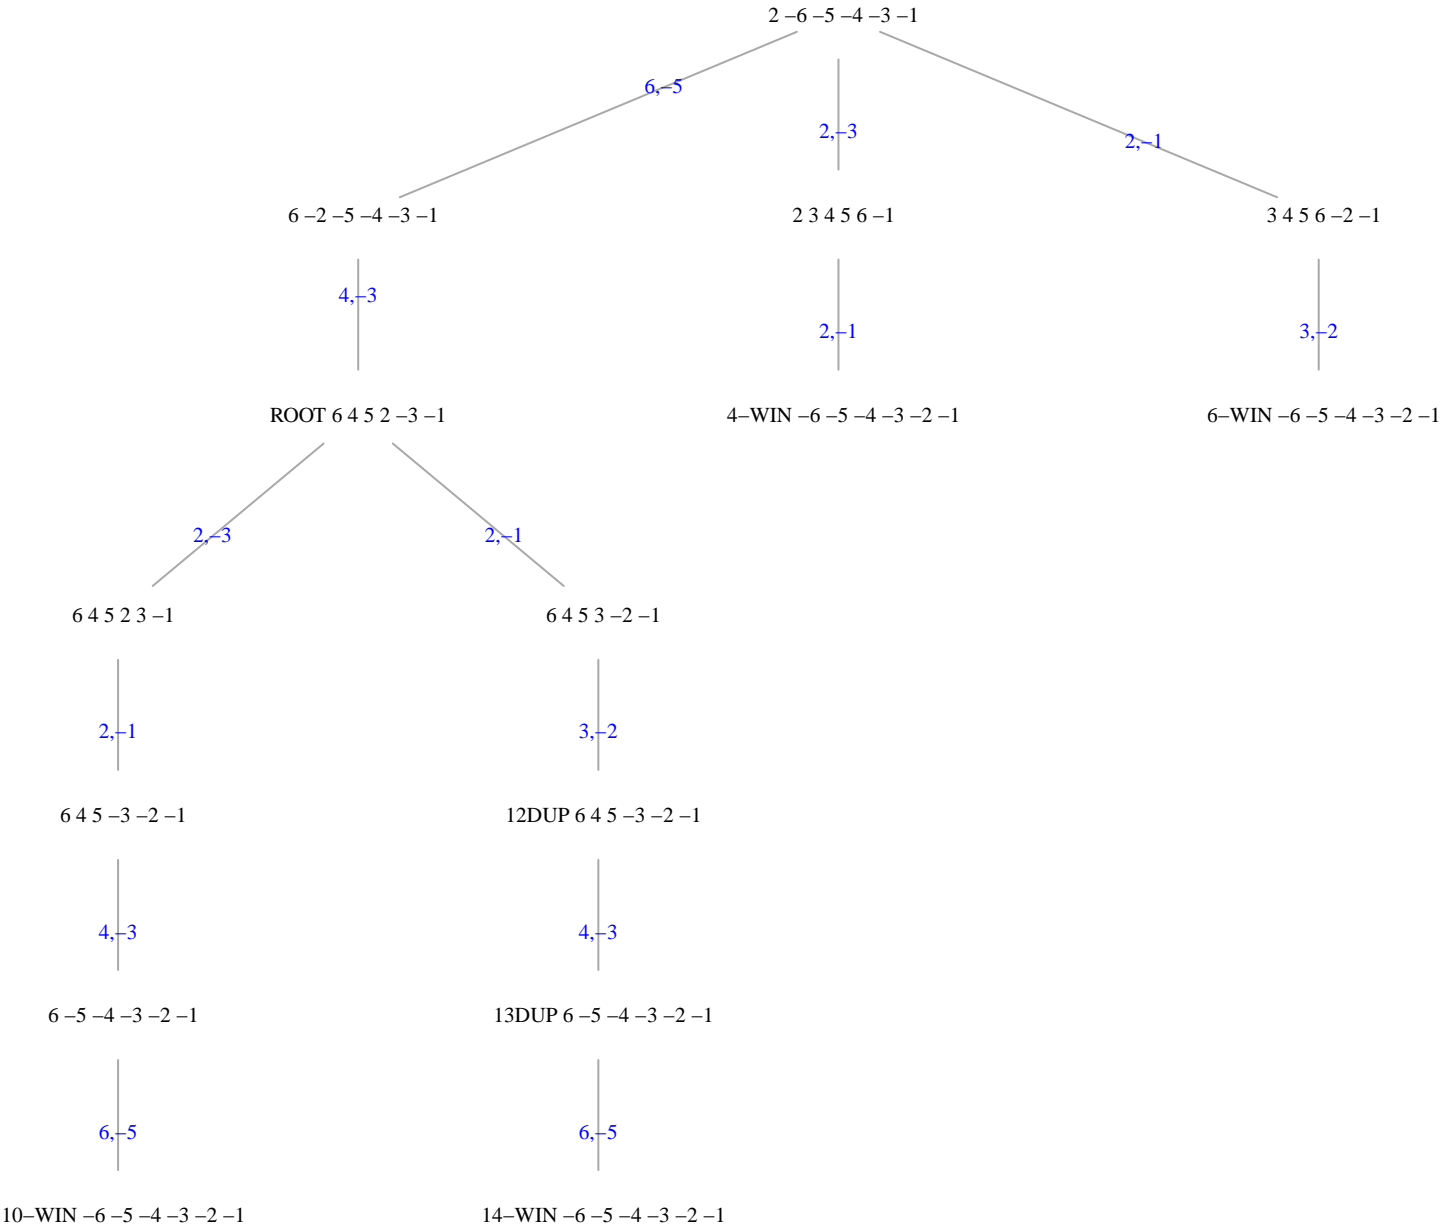 2 –6 –5 –4 –3 –1
6,–5
2,–3
2,–1
6 –2 –5 –4 –3 –1
2 3 4 5 6 –1
3 4 5 6 –2 –1
4,–3
2,–1
3,–2
ROOT 6 4 5 2 –3 –1
4–WIN –6 –5 –4 –3 –2 –1
6–WIN –6 –5 –4 –3 –2 –1
2,–3
2,–1
6 4 5 2 3 –1
6 4 5 3 –2 –1
2,–1
3,–2
6 4 5 –3 –2 –1
12DUP 6 4 5 –3 –2 –1
4,–3
4,–3
6 –5 –4 –3 –2 –1
13DUP 6 –5 –4 –3 –2 –1
6,–5
6,–5
10–WIN –6 –5 –4 –3 –2 –1
14–WIN –6 –5 –4 –3 –2 –1